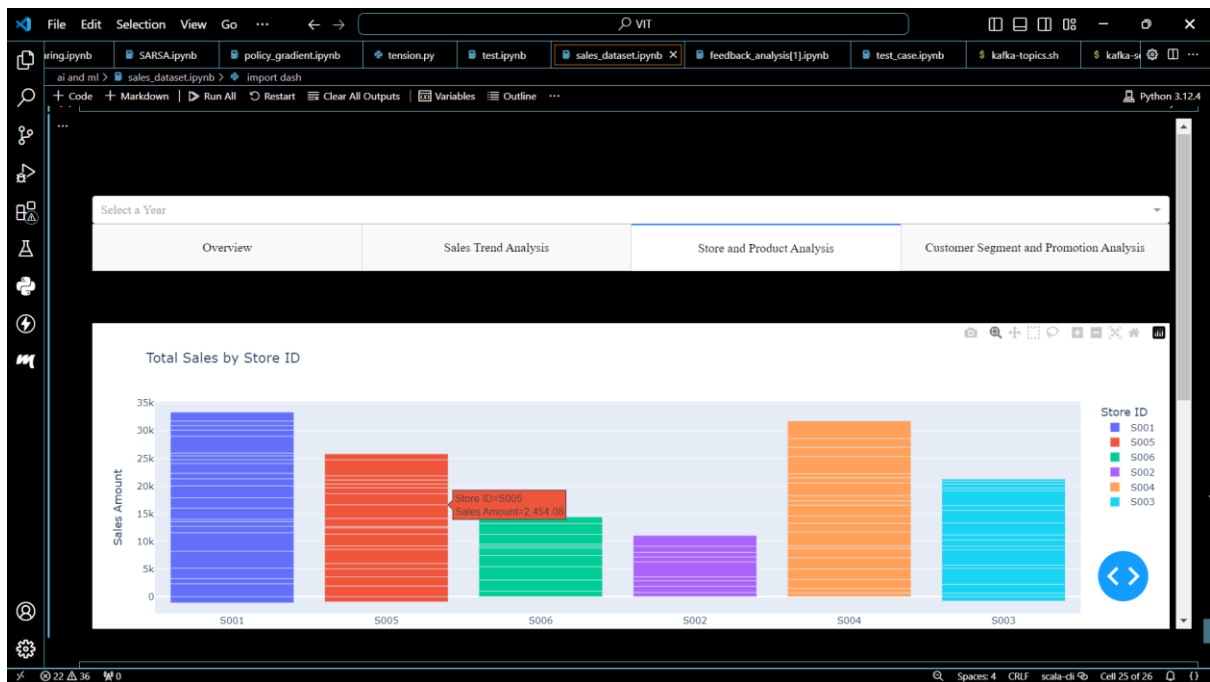 File Edit Selection View Go ··· VIT
aring.ipynb SARSA.ipynb policy_gradient.ipynb tension.py test.ipynb sales_dataset.ipynb feedback_analysis[1].ipynb test_case.ipynb $ kafka-topics.sh $ kafka-se ···
ai and ml > sales_dataset.ipynb > import dash
+ Code + Markdown | Run All Restart Clear All Outputs | Variables Outline ··· Python 3.12.4
···
Select a Year
Overview Sales Trend Analysis Store and Product Analysis Customer Segment and Promotion Analysis
Total Sales by Store ID
Sales Amount
35k
30k
25k
20k
15k
10k
5k
0
Store ID=S005
Sales Amount=2,454.08
S001 S005 S006 S002 S004 S003
Store ID
S001
S005
S006
S002
S004
S003
22 36 0 Spaces: 4 CRLF scala-cli Cell 25 of 26 {}